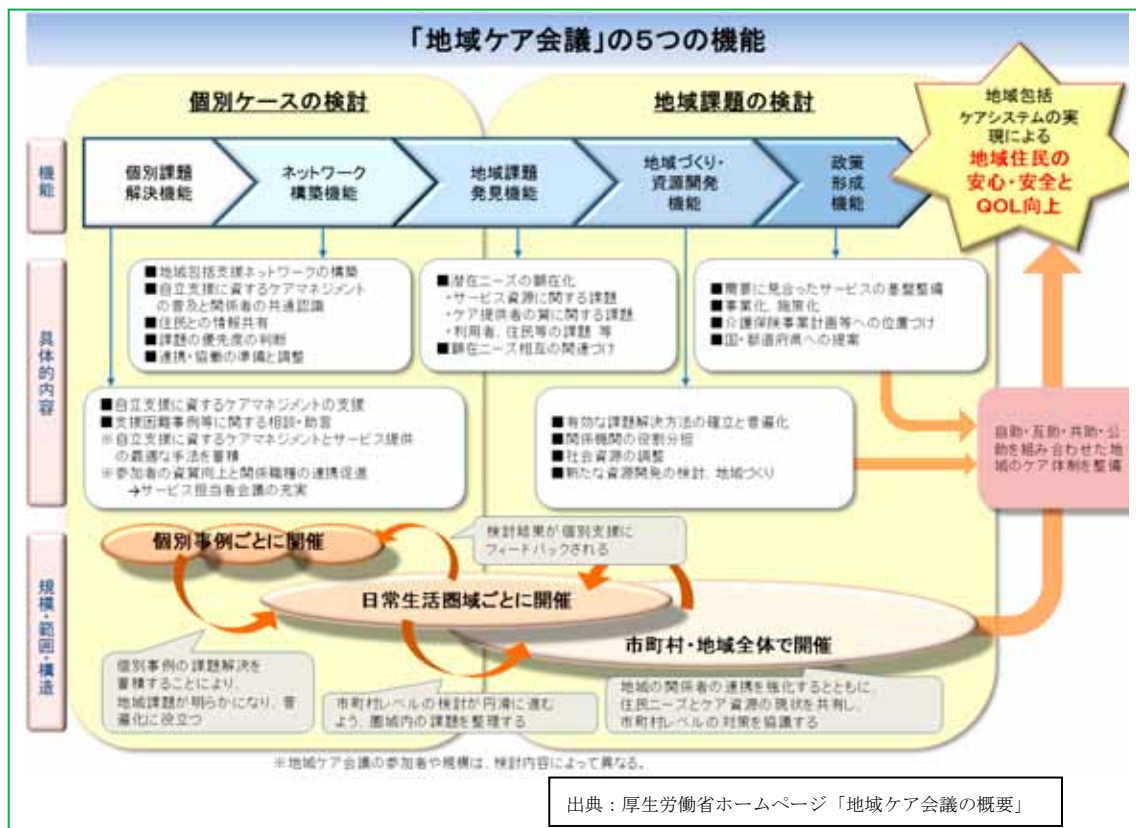 「地域ケア会議」の5つの機能
個別ケースの検討
地域課題の検討
地域包括
ケアシステムの実
現による
地域住民の
安心・安全と
QOL向上
機能
個別課題
解決機能
ネットワーク
構築機能
地域課題
発見機能
地域づくり・
資源開発
機能
政策
形成
機能
具体的内容
■地域包括支援ネットワークの構築
■自立支援に資するケアマネジメント
の普及と関係者の共通認識
■住民との情報共有
■課題の優先度の判断
■連携・協働の準備と調整
■潜在ニーズの顕在化
・サービス資源に関する課題
・ケア提供者の質に関する課題
・利用者、住民等の課題 等
■顕在ニーズ相互の関連づけ
■需要に見合ったサービスの基盤整備
■事業化、施策化
■介護保険事業計画等への位置づけ
■国・都道府県への提案
■自立支援に資するケアマネジメントの支援
■支援困難事例等に関する相談・助言
※自立支援に資するケアマネジメントとサービス提供
の最適な手法を蓄積
※参加者の資質向上と関係職種の連携促進
→サービス担当者会議の充実
■有効な課題解決方法の確立と普遍化
■関係機関の役割分担
■社会資源の調整
■新たな資源開発の検討、地域づくり
自助・互助・共助・公
助を組み合わせた地
域のケア体制を整備
規模・範囲・構造
個別事例ごとに開催
検討結果が個別支援に
フィードバックされる
日常生活圏域ごとに開催
市町村・地域全体で開催
個別事例の課題解決を
蓄積することにより、
地域課題が明らかになり、普
遍化に役立つ
市町村レベルの検討が円滑に進む
よう、圏域内の課題を整理する
地域の関係者の連携を強化するとともに、
住民ニーズとケア資源の現状を共有し、
市町村レベルの対策を協議する
※地域ケア会議の参加者や規模は、検討内容によって異なる。
出典：厚生労働省ホームページ「地域ケア会議の概要」